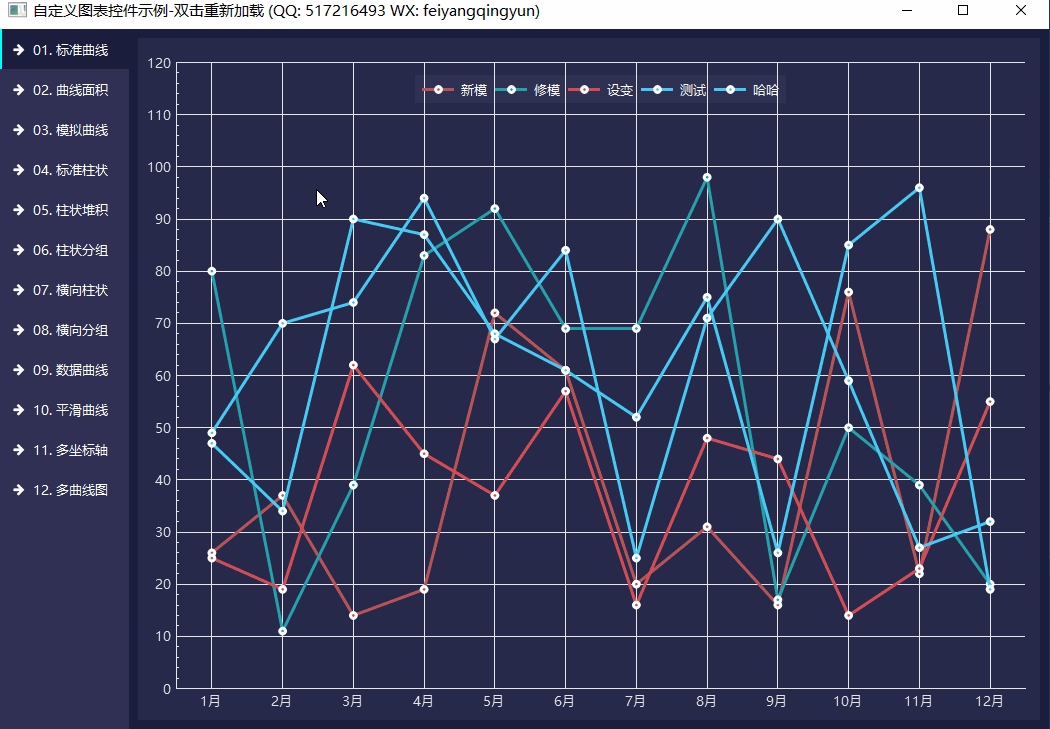 自定义图表控件示例-双击重新加载 (QQ: 517216493 WX: feiyangqingyun)
01. 标准曲线
02. 曲线面积
03. 模拟曲线
04. 标准柱状
05. 柱状堆积
06. 柱状分组
07. 横向柱状
08. 横向分组
09. 数据曲线
10. 平滑曲线
11. 多坐标轴
12. 多曲线图
新模 修模 设变 测试 哈哈
120
110
100
90
80
70
60
50
40
30
20
10
0
1月 2月 3月 4月 5月 6月 7月 8月 9月 10月 11月 12月